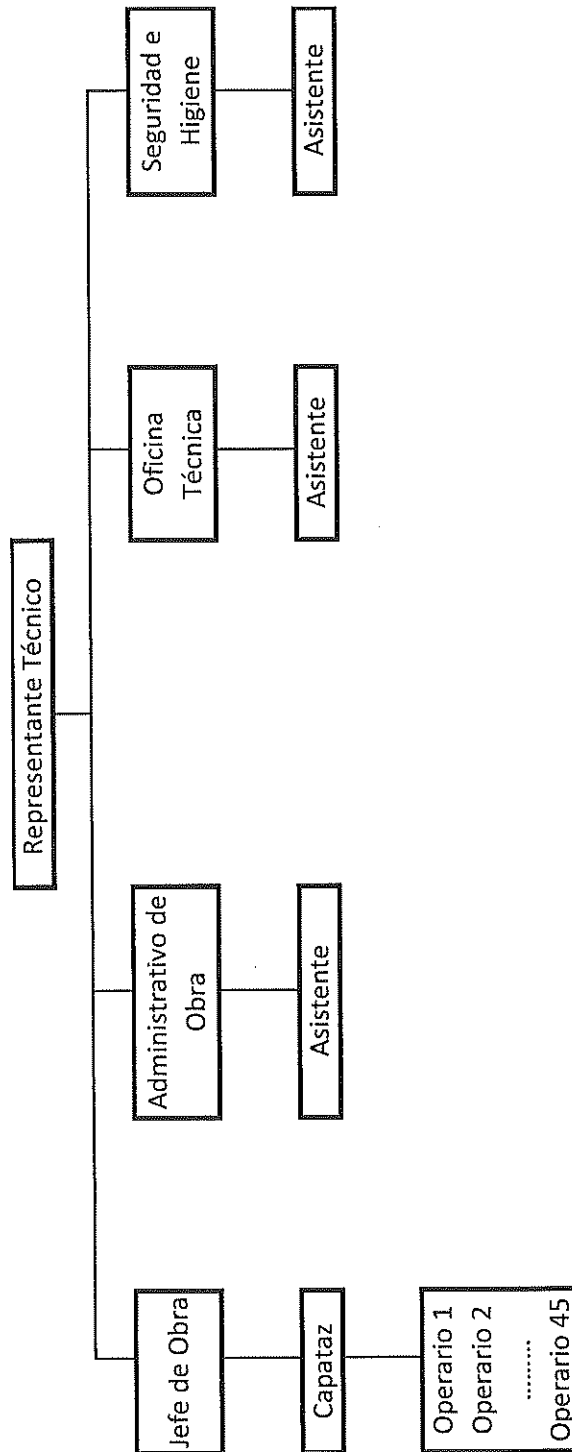 Representante Técnico
Jefe de Obra
Administrativo de
Obra
Oficina
Técnica
Seguridad e
Higiene
Capataz
Asistente
Asistente
Asistente
Operario 1
Operario 2
.........
Operario 45